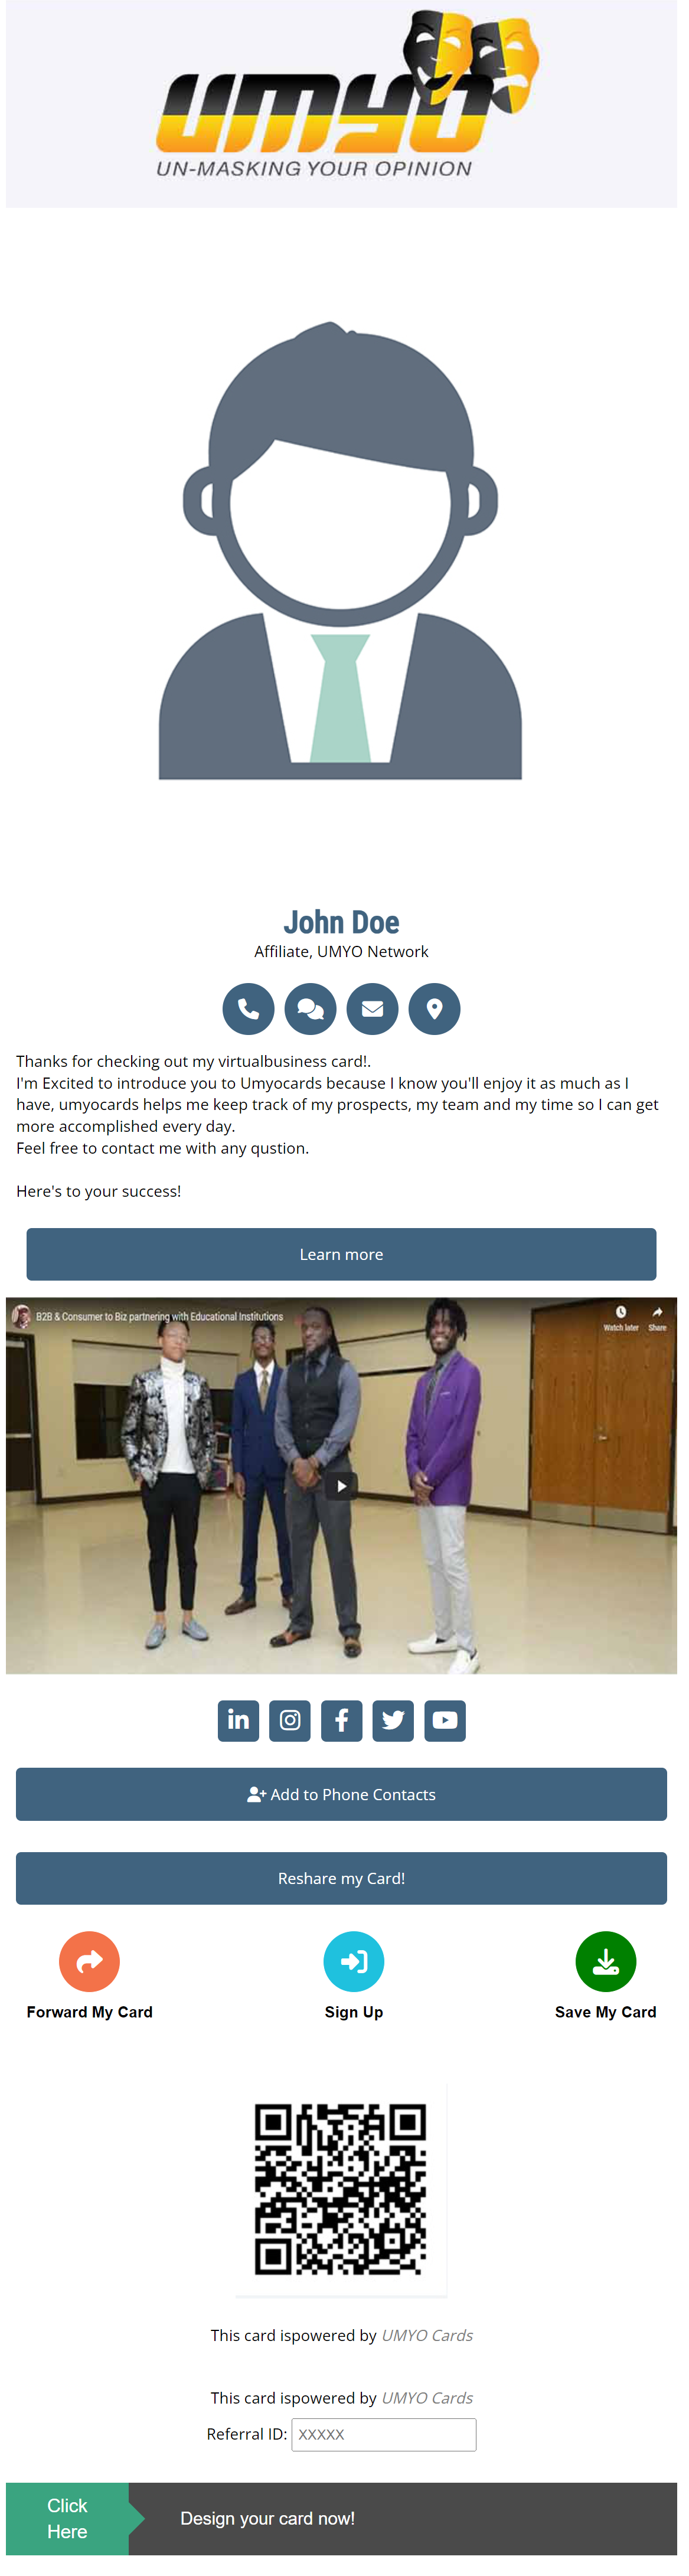 UMYO
UN-MASKING YOUR OPINION
John Doe
Affiliate, UMYO Network
Thanks for checking out my virtualbusiness card!.
I'm Excited to introduce you to Umyocards because I know you'll enjoy it as much as I
have, umyocards helps me keep track of my prospects, my team and my time so I can get
more accomplished every day.
Feel free to contact me with any qustion.
Here's to your success!
Learn more
B2B & Consumer to Biz partnering with Educational Institutions
Watch later Share
Add to Phone Contacts
Reshare my Card!
Forward My Card Sign Up Save My Card
This card ispowered by UMYO Cards
This card ispowered by UMYO Cards
Referral ID: XXXXX
Click
Here
Design your card now!